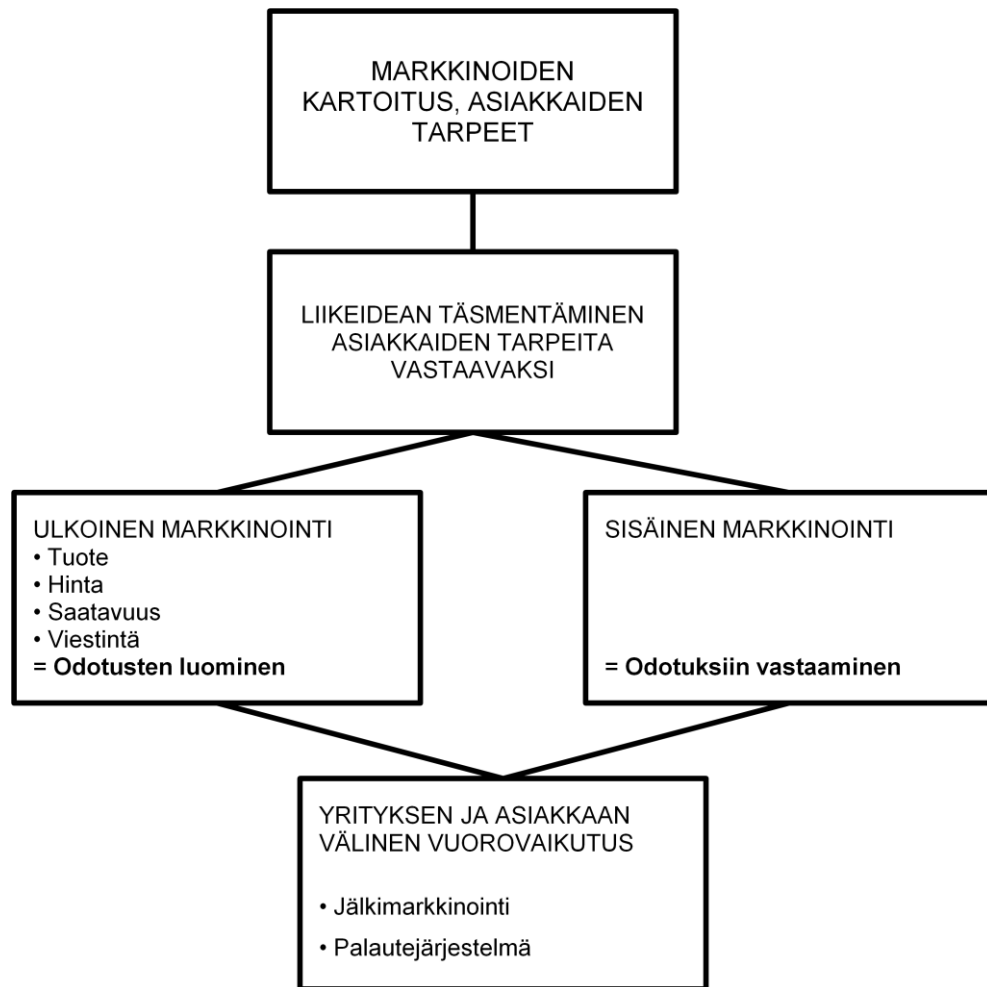 MARKKINOIDEN
KARTOITUS, ASIAKKAIDEN
TARPEET
LIIKEIDEAN TÄSMENTÄMINEN
ASIAKKAIDEN TARPEITA
VASTAAVAKSI
ULKOINEN MARKKINOINTI
• Tuote
• Hinta
• Saatavuus
• Viestintä
= Odotusten luominen
SISÄINEN MARKKINOINTI
= Odotuksiin vastaaminen
YRITYKSEN JA ASIAKKAAN
VÄLINEN VUOROVAIKUTUS
• Jälkimarkkinointi
• Palautejärjestelmä